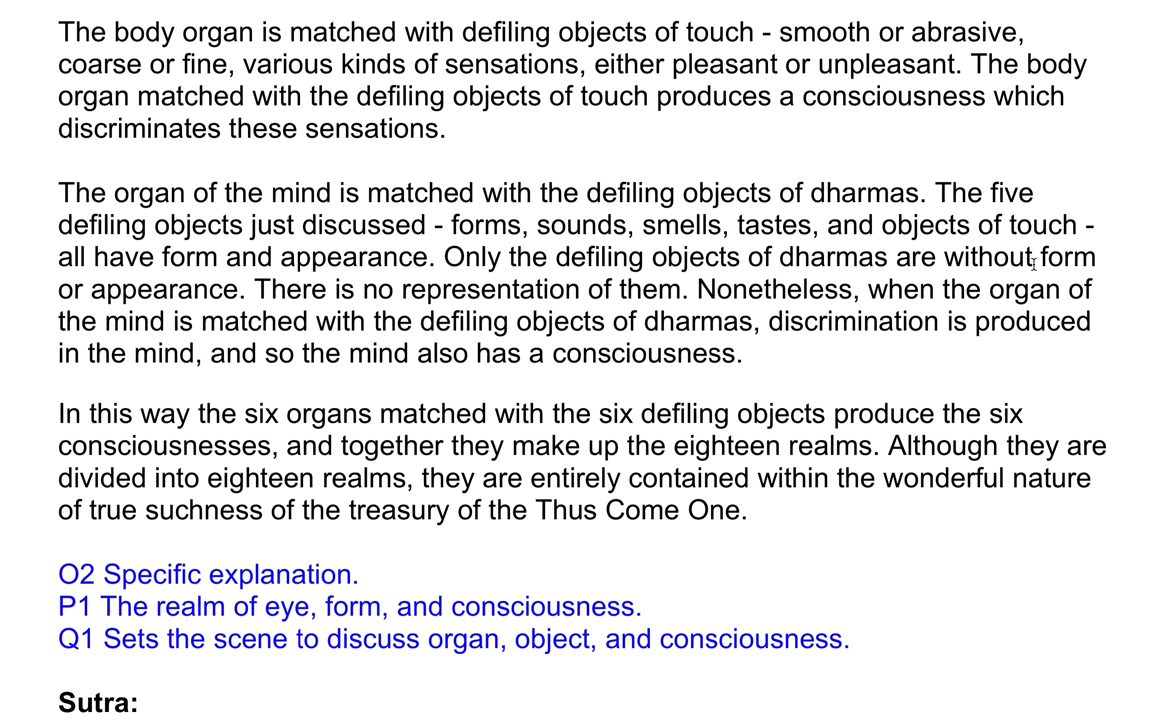 The body organ is matched with defiling objects of touch - smooth or abrasive,
coarse or fine, various kinds of sensations, either pleasant or unpleasant. The body
organ matched with the defiling objects of touch produces a consciousness which
discriminates these sensations.
The organ of the mind is matched with the defiling objects of dharmas. The five
defiling objects just discussed - forms, sounds, smells, tastes, and objects of touch -
all have form and appearance. Only the defiling objects of dharmas are without form
or appearance. There is no representation of them. Nonetheless, when the organ of
the mind is matched with the defiling objects of dharmas, discrimination is produced
in the mind, and so the mind also has a consciousness.
In this way the six organs matched with the six defiling objects produce the six
consciousnesses, and together they make up the eighteen realms. Although they are
divided into eighteen realms, they are entirely contained within the wonderful nature
of true suchness of the treasury of the Thus Come One.
O2 Specific explanation.
P1 The realm of eye, form, and consciousness.
Q1 Sets the scene to discuss organ, object, and consciousness.
Sutra: